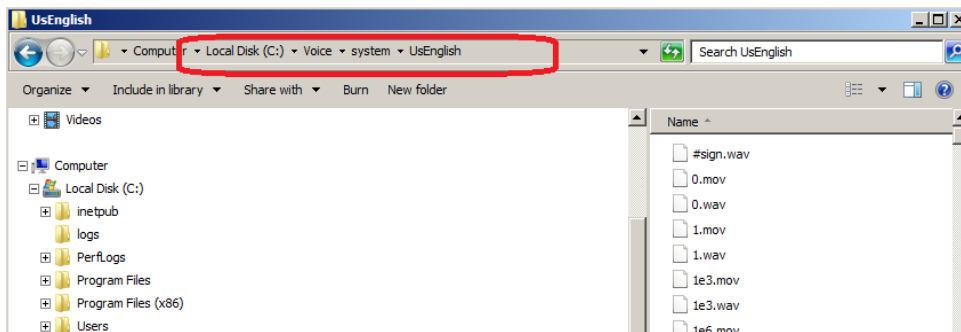 UsEnglish
Computer Local Disk (C:) Voice system UsEnglish
Search UsEnglish
Organize Include in library Share with Burn New folder
Videos
Computer
Local Disk (C:)
inetpub
logs
PerfLogs
Program Files
Program Files (x86)
Users
Name
#sign.wav
0.mov
0.wav
1.mov
1.wav
1e3.mov
1e3.wav
1e6.mov